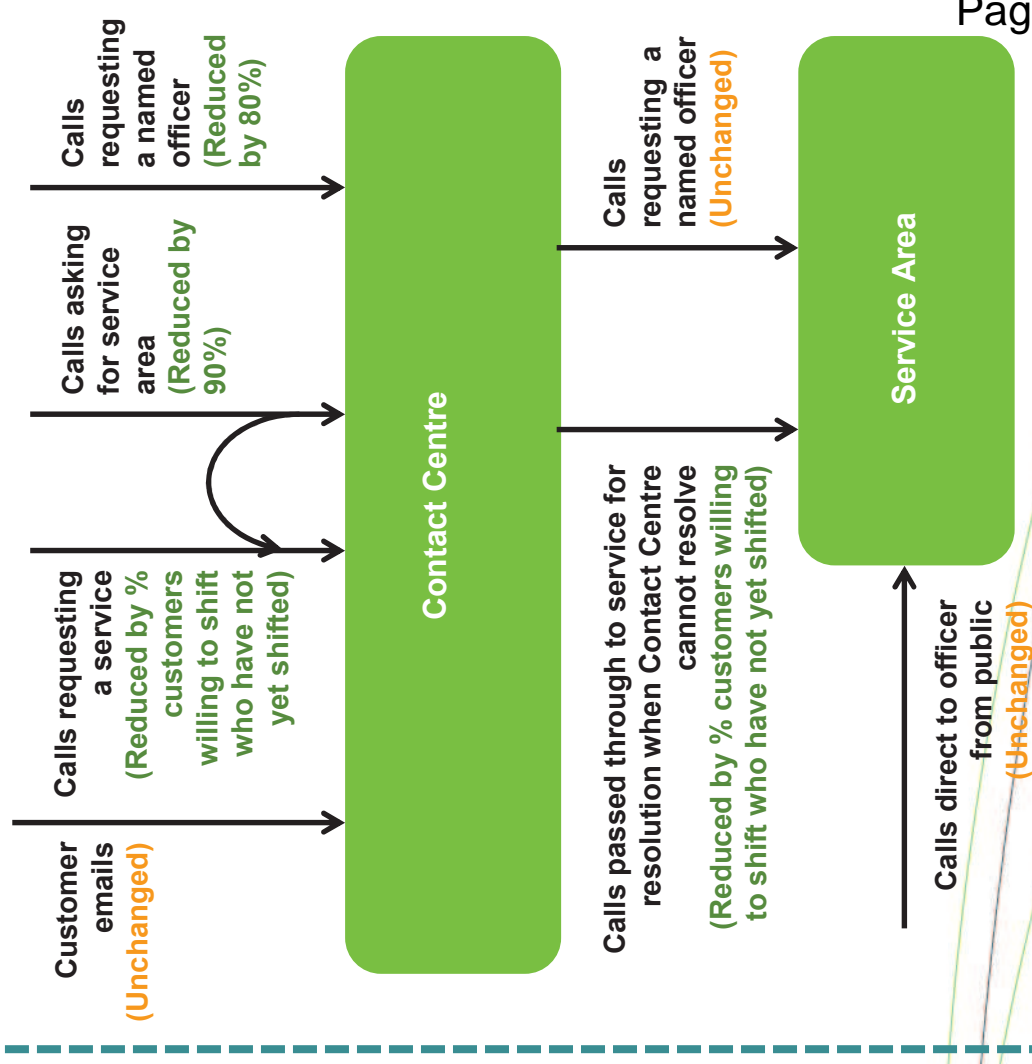 Pag
Customer
emails
(Unchanged)
Calls requesting
a service
(Reduced by %
customers
willing to shift
who have not
yet shifted)
Calls asking
for service
area
(Reduced by
90%)
Calls
requesting
a named
officer
(Reduced
by 80%)
Contact Centre
Calls passed through to service for
resolution when Contact Centre
cannot resolve
(Reduced by % customers willing
to shift who have not yet shifted)
Calls
requesting a
named officer
(Unchanged)
Calls direct to officer
from public
(Unchanged)
Service Area